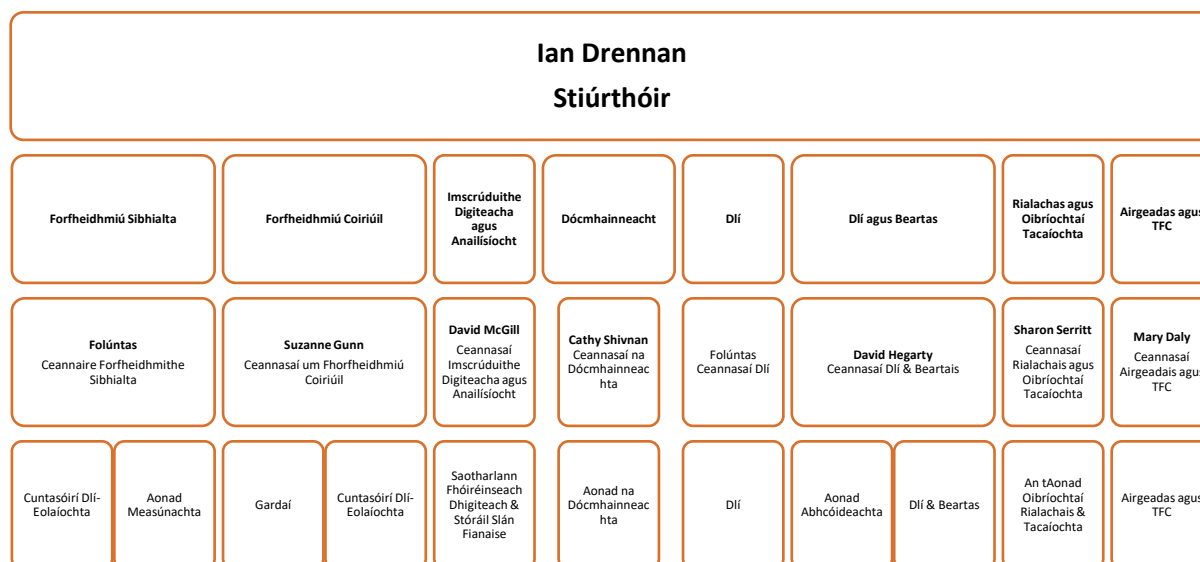 Ian Drennan
Stiúrthóir
Forfheidhmiú Sibhialta
Forfheidhmiú Coiriúil
Imscrúduithe
Digiteacha
agus
Anailísíocht
Dócmhainneacht
Dlí
Dlí agus Beartas
Rialachas agus
Oibríochtaí
Tacaíochta
Airgeadas agus
TFC
Folúntas
Ceannaire Forfheidhmithe
Sibhialta
Suzanne Gunn
Ceannasaí um Fhorfheidhmiú
Coiriúil
David McGill
Ceannasaí
Imscrúduithe
Digiteacha agus
Anailísíocht
Cathy Shivnan
Ceannasaí na
Dócmhainneac
hta
Folúntas
Ceannasaí Dlí
David Hegarty
Ceannasaí Dlí & Beartais
Sharon Serritt
Ceannasaí
Rialachais agus
Oibríochtaí
Tacaíochta
Mary Daly
Ceannasaí
Airgeadais agus
TFC
Cuntasóirí Dlí-
Eolaíochta
Aonad
Measúnachta
Gardaí
Cuntasóirí Dlí-
Eolaíochta
Saotharlann
Fhóiréinseach
Dhigiteach &
Stóráil Slán
Fianaise
Aonad na
Dócmhainneac
hta
Dlí
Aonad
Abhcóideachta
Dlí & Beartas
An tAonad
Oibríochtaí
Rialachais &
Tacaíochta
Airgeadas agus
TFC